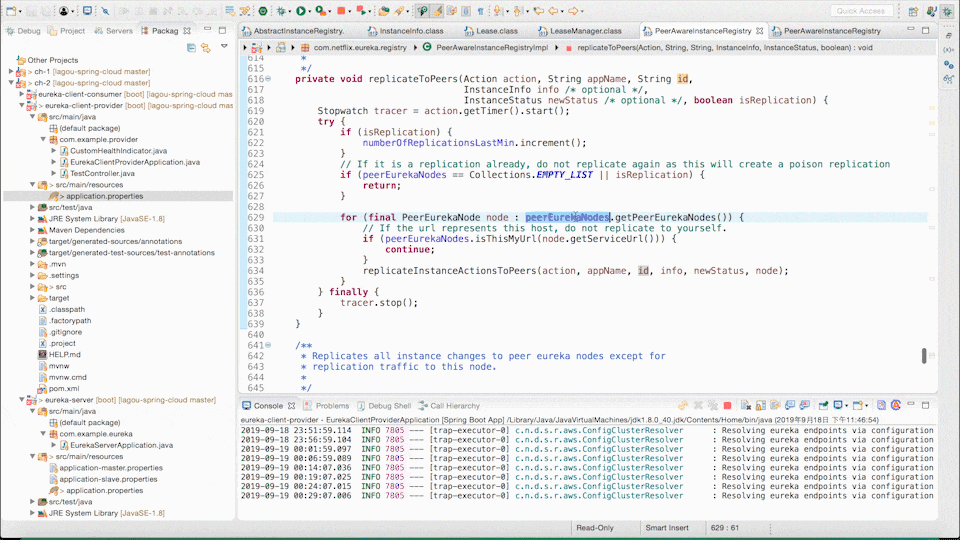 Quick Access
Debug
Project
Servers
Packag
AbstractInstanceRegistry.
InstanceInfo.class
Lease.class
LeaseManager.class
PeerAwareInstanceRegistry
PeerAwareInstanceRegistry
com.netflix.eureka.registry
PeerAwareInstanceRegistryImpl
replicateToPeers(Action, String, String, InstanceInfo, InstanceStatus, boolean) : void
Other Projects
ch-1 [lagou-spring-cloud master]
ch-2 [lagou-spring-cloud master]
eureka-client-consumer [boot] [lagou-spring-cloud mast
> eureka-client-provider [boot] [lagou-spring-cloud mas
src/main/java
(default package)
com.example.provider
CustomHealthIndicator.java
EurekaClientProviderApplication.java
TestController.java
> src/main/resources
> application.properties
src/test/java
JRE System Library [JavaSE-1.8]
Maven Dependencies
target/generated-sources/annotations
target/generated-test-sources/test-annotations
.mvn
.settings
> src
target
.classpath
.factorypath
.gitignore
.project
HELP.md
mvnw
mvnw.cmd
pom.xml
eureka-server [boot] [lagou-spring-cloud master]
src/main/java
(default package)
com.example.eureka
EurekaServerApplication.java
src/main/resources
application-master.properties
application-slave.properties
application.properties
src/test/java
JRE System Library [JavaSE-1.8]
614 *
615 */
616 private void replicateToPeers(Action action, String appName, String id,
617 InstanceInfo info /* optional */,
618 InstanceStatus newStatus /* optional */, boolean isReplication) {
619 Stopwatch tracer = action.getTimer().start();
620 try {
621 if (isReplication) {
622 numberOfReplicationsLastMin.increment();
623 }
624 // If it is a replication already, do not replicate again as this will create a poison replication
625 if (peerEurekaNodes == Collections.EMPTY_LIST || isReplication) {
626 return;
627 }
628
629 for (final PeerEurekaNode node : peerEurekaNodes.getPeerEurekaNodes()) {
630 // If the url represents this host, do not replicate to yourself.
631 if (peerEurekaNodes.isThisMyUrl(node.getServiceUrl())) {
632 continue;
633 }
634 replicateInstanceActionsToPeers(action, appName, id, info, newStatus, node);
635 }
636 } finally {
637 tracer.stop();
638 }
639 }
640
641 /**
642 * Replicates all instance changes to peer eureka nodes except for
643 * replication traffic to this node.
644 *
645 */
Console
Problems
Debug Shell
Call Hierarchy
eureka-client-provider - EurekaClientProviderApplication [Spring Boot App] /Library/Java/JavaVirtualMachines/jdk1.8.0_40.jdk/Contents/Home/bin/java (2019年9月18日 下午11:46:54)
2019-09-18 23:51:59.114 INFO 7805 --- [trap-executor-0] c.n.d.s.r.aws.ConfigClusterResolver : Resolving eureka endpoints via configuration
2019-09-18 23:56:59.104 INFO 7805 --- [trap-executor-0] c.n.d.s.r.aws.ConfigClusterResolver : Resolving eureka endpoints via configuration
2019-09-19 00:01:59.097 INFO 7805 --- [trap-executor-0] c.n.d.s.r.aws.ConfigClusterResolver : Resolving eureka endpoints via configuration
2019-09-19 00:06:59.089 INFO 7805 --- [trap-executor-0] c.n.d.s.r.aws.ConfigClusterResolver : Resolving eureka endpoints via configuration
2019-09-19 00:14:07.036 INFO 7805 --- [trap-executor-0] c.n.d.s.r.aws.ConfigClusterResolver : Resolving eureka endpoints via configuration
2019-09-19 00:19:07.025 INFO 7805 --- [trap-executor-0] c.n.d.s.r.aws.ConfigClusterResolver : Resolving eureka endpoints via configuration
2019-09-19 00:24:07.015 INFO 7805 --- [trap-executor-0] c.n.d.s.r.aws.ConfigClusterResolver : Resolving eureka endpoints via configuration
2019-09-19 00:29:07.006 INFO 7805 --- [trap-executor-0] c.n.d.s.r.aws.ConfigClusterResolver : Resolving eureka endpoints via configuration
Read-Only
Smart Insert
629 : 61